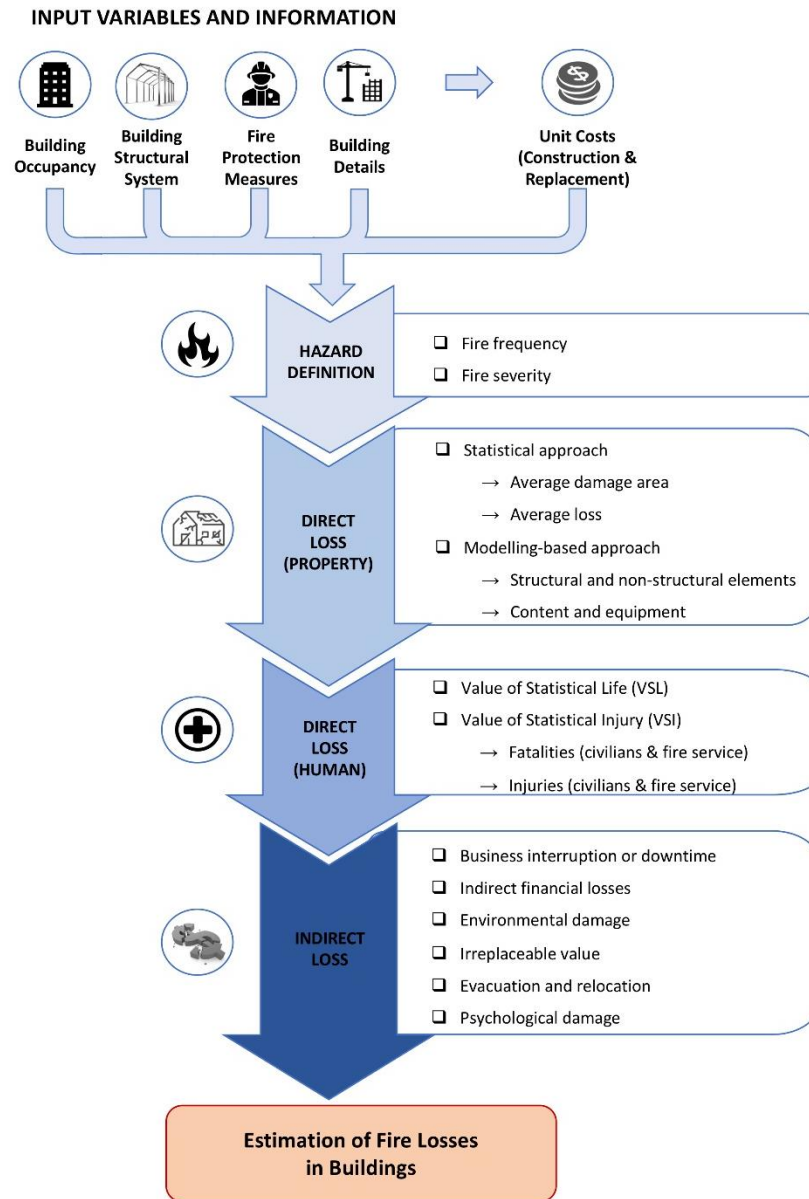 INPUT VARIABLES AND INFORMATION
Building
Occupancy
Building
Structural
System
Fire
Protection
Measures
Building
Details
Unit Costs
(Construction &
Replacement)
HAZARD
DEFINITION
❑ Fire frequency
❑ Fire severity
DIRECT
LOSS
(PROPERTY)
❑ Statistical approach
→ Average damage area
→ Average loss
❑ Modelling-based approach
→ Structural and non-structural elements
→ Content and equipment
DIRECT
LOSS
(HUMAN)
❑ Value of Statistical Life (VSL)
❑ Value of Statistical Injury (VSI)
→ Fatalities (civilians & fire service)
→ Injuries (civilians & fire service)
INDIRECT
LOSS
❑ Business interruption or downtime
❑ Indirect financial losses
❑ Environmental damage
❑ Irreplaceable value
❑ Evacuation and relocation
❑ Psychological damage
Estimation of Fire Losses
in Buildings